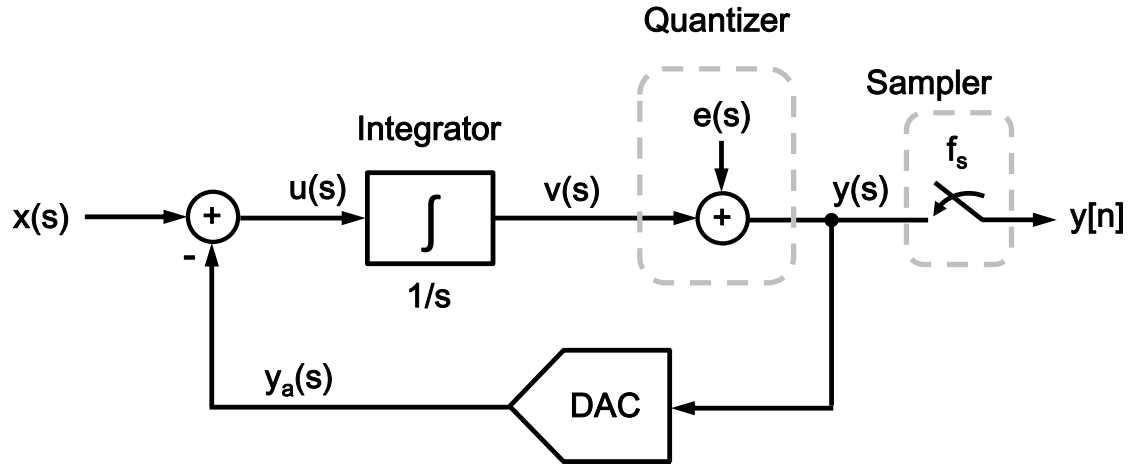 Quantizer
Sampler
Integrator
e(s)
f_s
x(s)
+
u(s)
∫
v(s)
+
y(s)
y[n]
-
1/s
y_a(s)
DAC